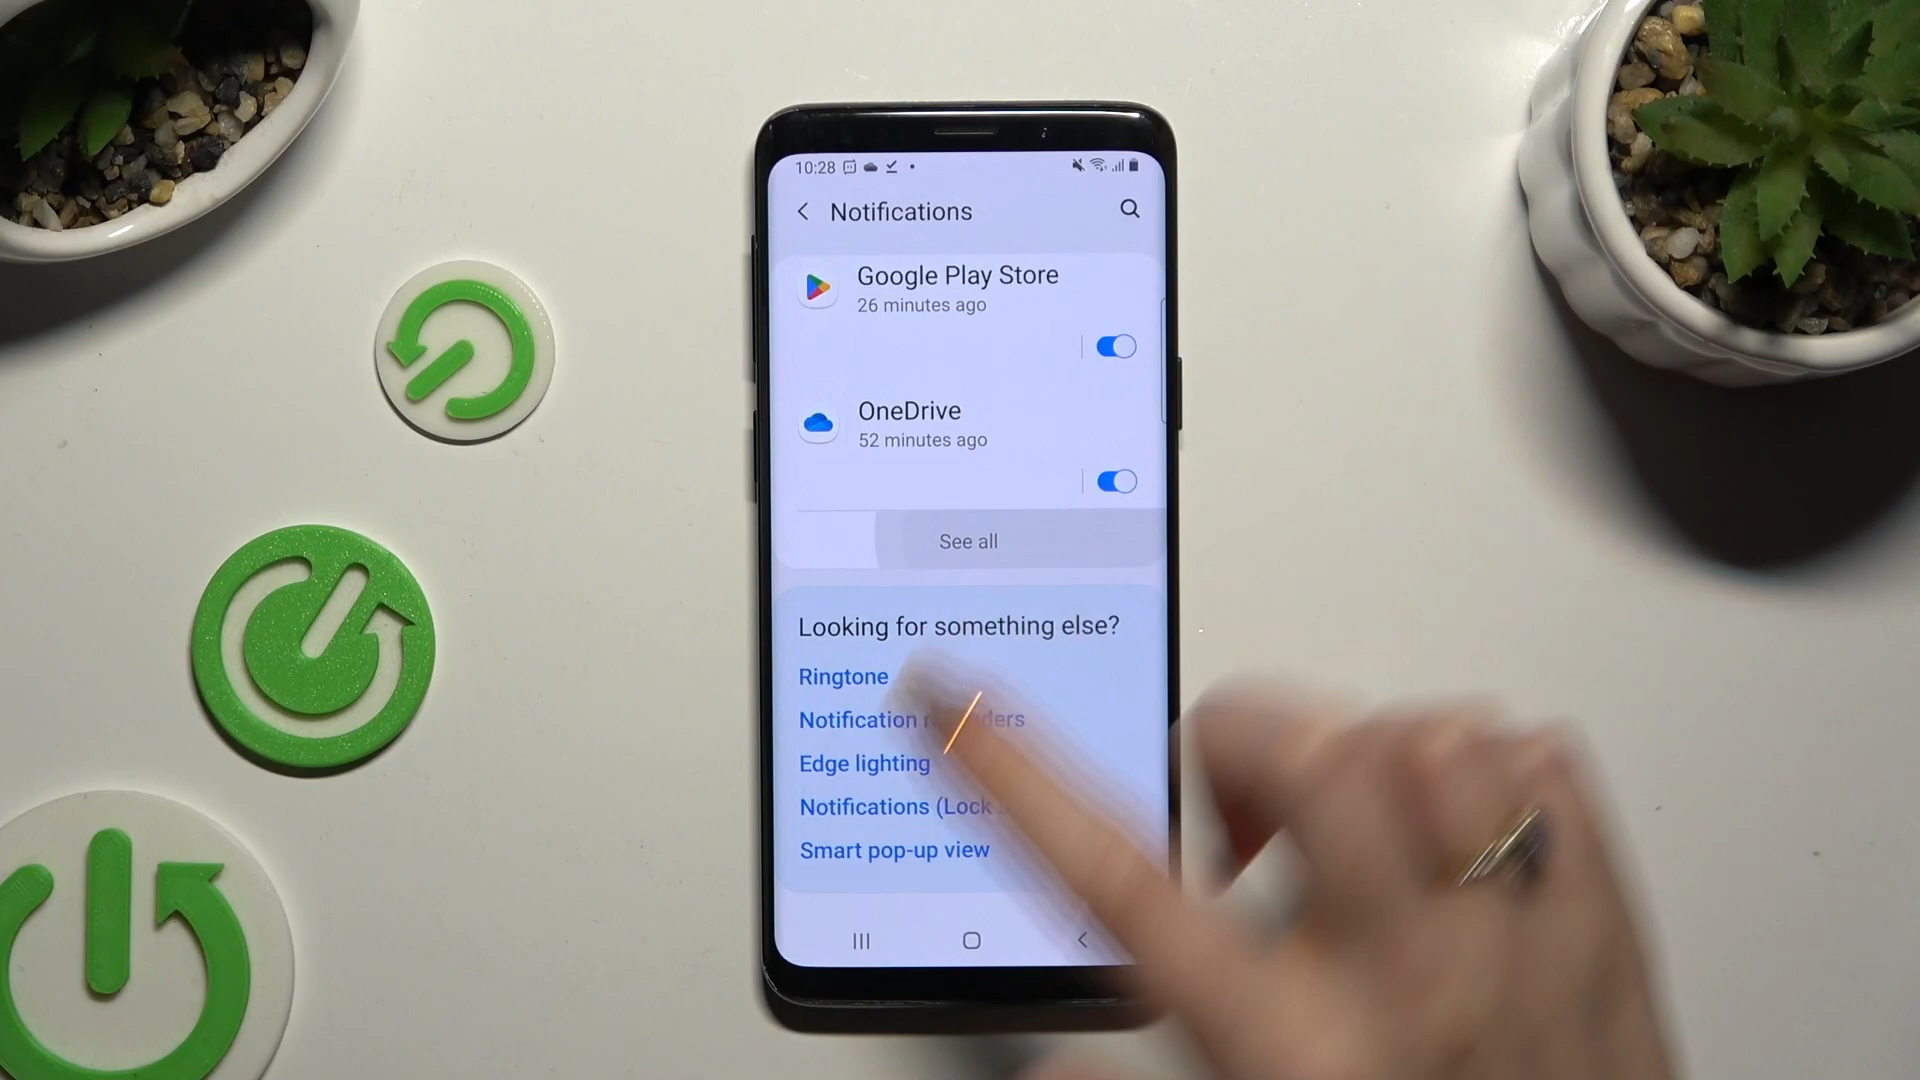 10:28
Notifications
Google Play Store
26 minutes ago
OneDrive
52 minutes ago
See all
Looking for something else?
Ringtone
Notification
Edge lighting
Notifications (Lock
Smart pop-up view